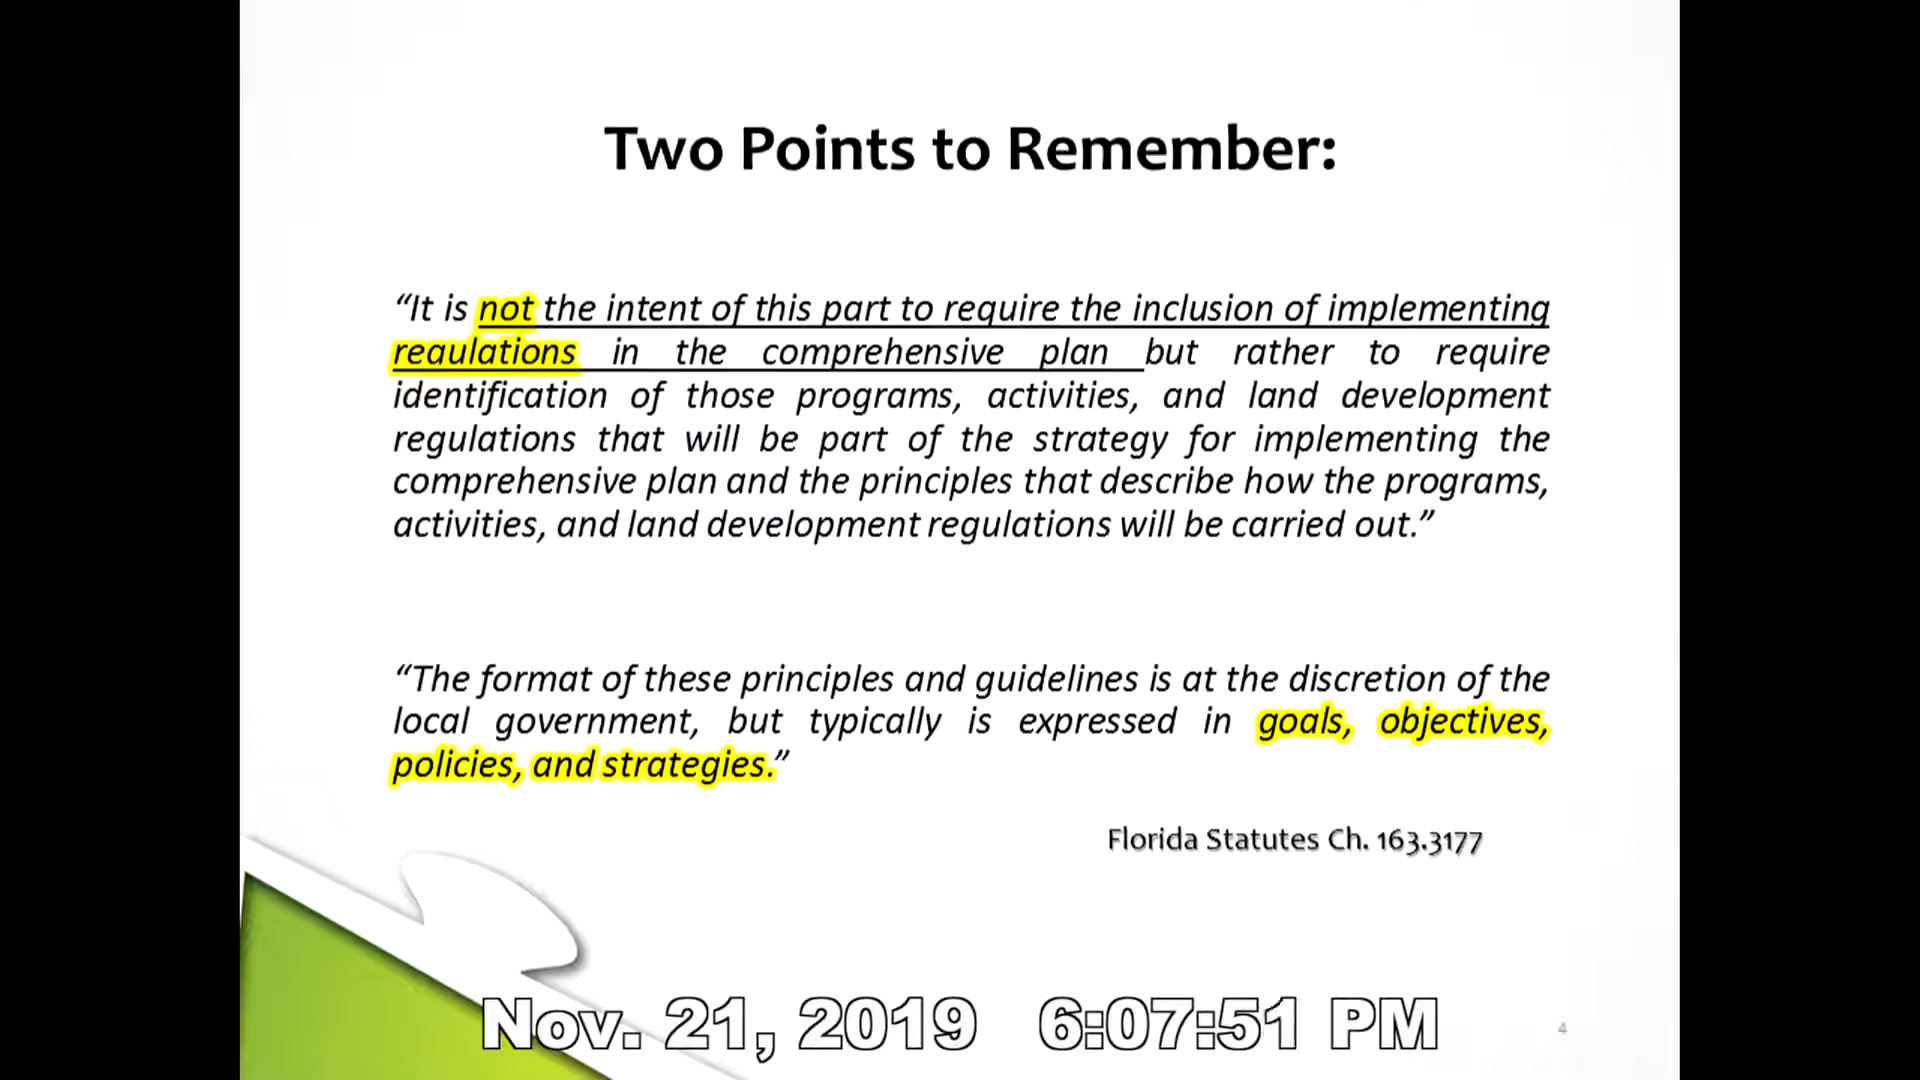 Two Points to Remember:
“It is not the intent of this part to require the inclusion of implementing
regulations in the comprehensive plan but rather to require
identification of those programs, activities, and land development
regulations that will be part of the strategy for implementing the
comprehensive plan and the principles that describe how the programs,
activities, and land development regulations will be carried out.”
“The format of these principles and guidelines is at the discretion of the
local government, but typically is expressed in goals, objectives,
policies, and strategies.”
Florida Statutes Ch. 163.3177
Nov. 21, 2019 6:07:51 PM
4